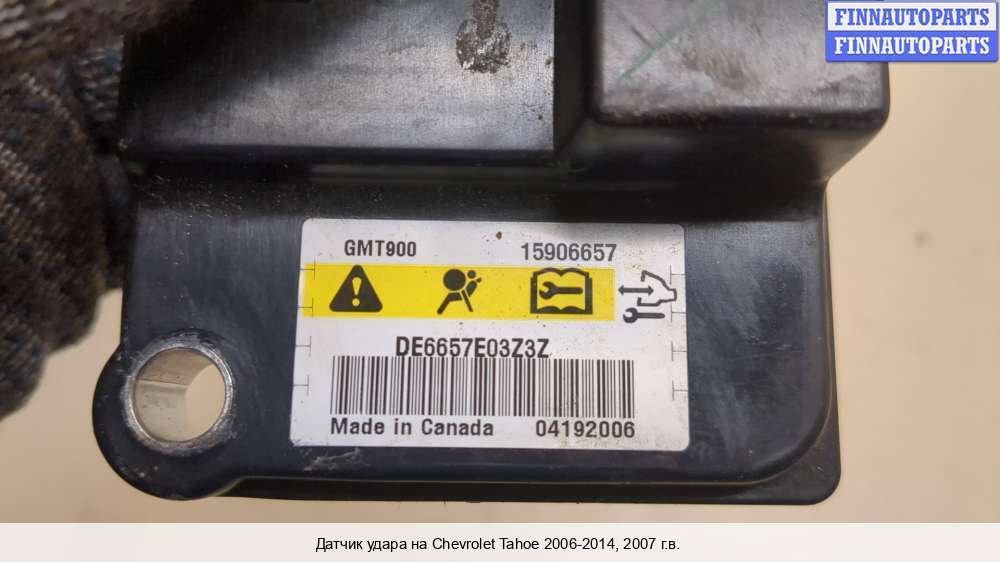 FINNAUTOPARTS
FINNAUTOPARTS
GMT900 15906657
DE6657E03Z3Z
Made in Canada 04192006
Датчик удара на Chevrolet Tahoe 2006-2014, 2007 г.в.